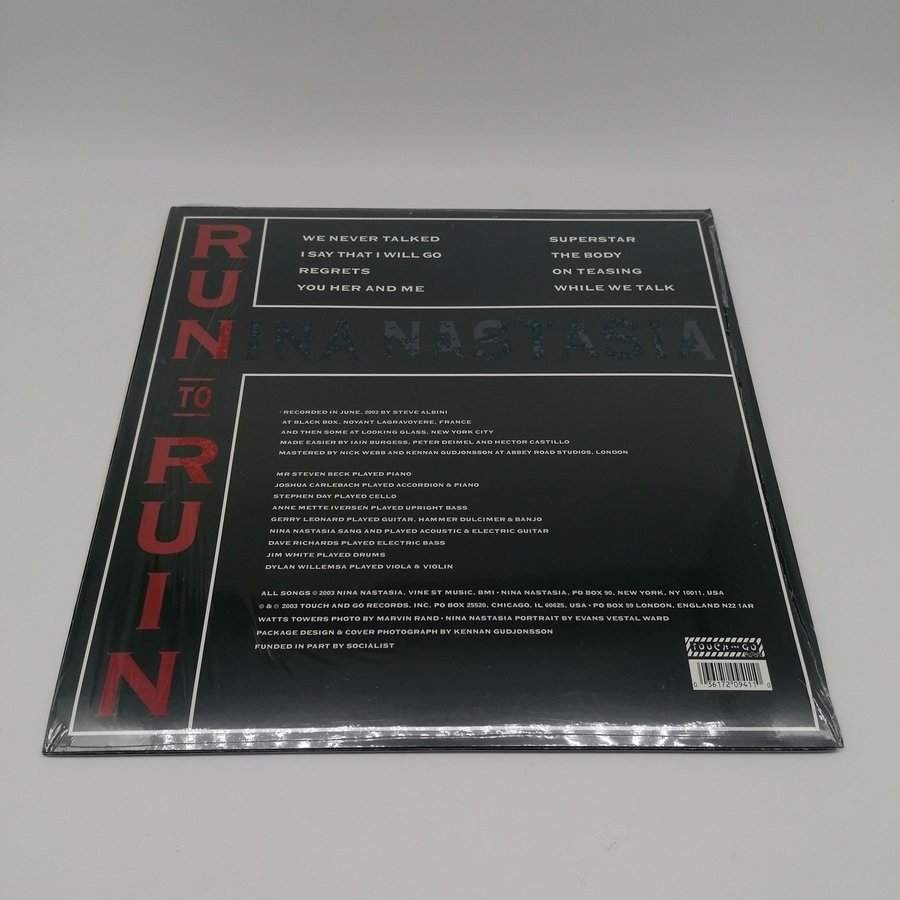 RUN TO RUIN
WE NEVER TALKED
I SAY THAT I WILL GO
REGRETS
YOU HER AND ME
SUPERSTAR
THE BODY
ON TEASING
WHILE WE TALK
NINA NASTASIA
RECORDED IN JUNE, 2002 BY STEVE ALBINI
AT BLACK BOX, NOYANT LAGRAVOYERE, FRANCE
AND THEN SOME AT LOOKING GLASS, NEW YORK CITY
MADE EASIER BY IAIN BURGESS, PETER DEIMEL AND HECTOR CASTILLO
MASTERED BY NICK WEBB AND KENNAN GUDJONSSON AT ABBEY ROAD STUDIOS, LONDON
MR STEVEN BECK PLAYED PIANO
JOSHUA CARLEBACH PLAYED ACCORDION & PIANO
STEPHEN DAY PLAYED CELLO
ANNE METTE IVERSEN PLAYED UPRIGHT BASS
GERRY LEONARD PLAYED GUITAR, HAMMER DULCIMER & BANJO
NINA NASTASIA SANG AND PLAYED ACOUSTIC & ELECTRIC GUITAR
DAVE RICHARDS PLAYED ELECTRIC BASS
JIM WHITE PLAYED DRUMS
DYLAN WILLEMSA PLAYED VIOLA & VIOLIN
ALL SONGS © 2003 NINA NASTASIA, VINE ST MUSIC, BMI • NINA NASTASIA, PO BOX 90, NEW YORK, NY 10011, USA
℗ & © 2003 TOUCH AND GO RECORDS, INC, PO BOX 25520, CHICAGO, IL 60625, USA • PO BOX 59 LONDON, ENGLAND N22 1AR
WATTS TOWERS PHOTO BY MARVIN RAND • NINA NASTASIA PORTRAIT BY EVANS VESTAL WARD
PACKAGE DESIGN & COVER PHOTOGRAPH BY KENNAN GUDJONSSON
FUNDED IN PART BY SOCIALIST
TOUCH AND GO
0 36172 09411 0